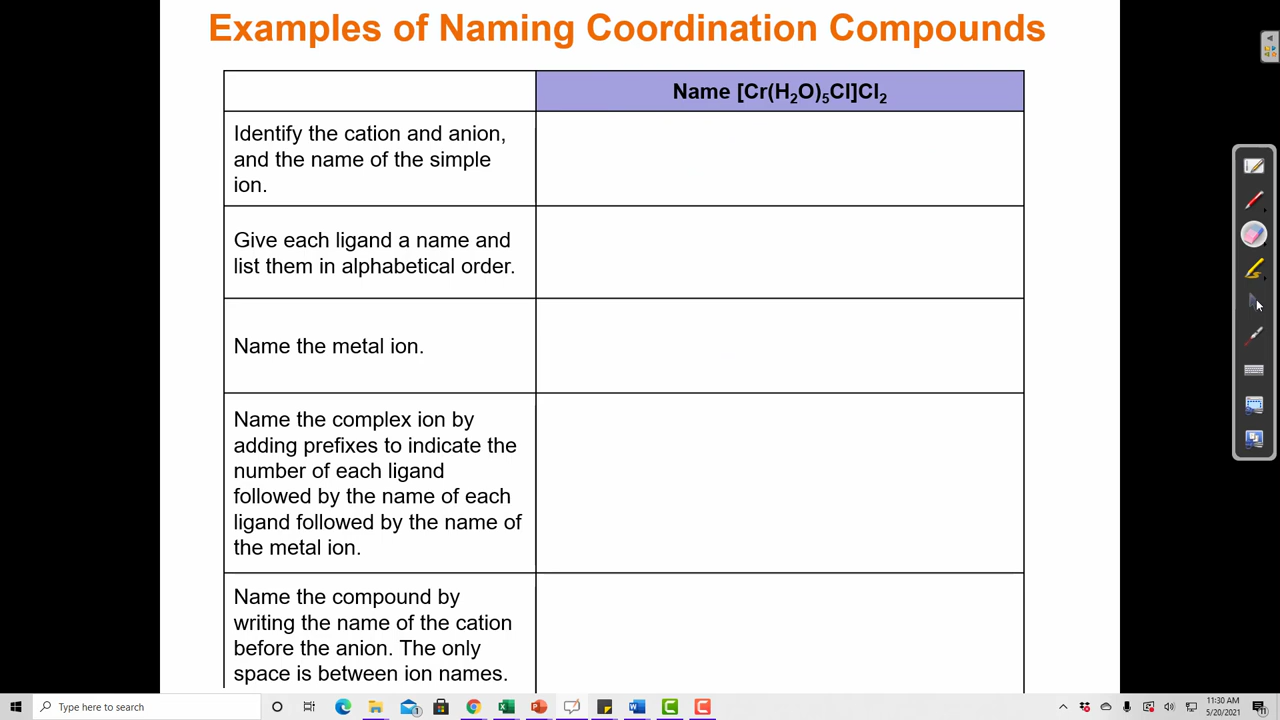 Examples of Naming Coordination Compounds
Name [Cr(H₂O)₅Cl]Cl₂
Identify the cation and anion,
and the name of the simple
ion.
Give each ligand a name and
list them in alphabetical order.
Name the metal ion.
Name the complex ion by
adding prefixes to indicate the
number of each ligand
followed by the name of each
ligand followed by the name of
the metal ion.
Name the compound by
writing the name of the cation
before the anion. The only
space is between ion names.
Type here to search
11:30 AM
5/20/2021